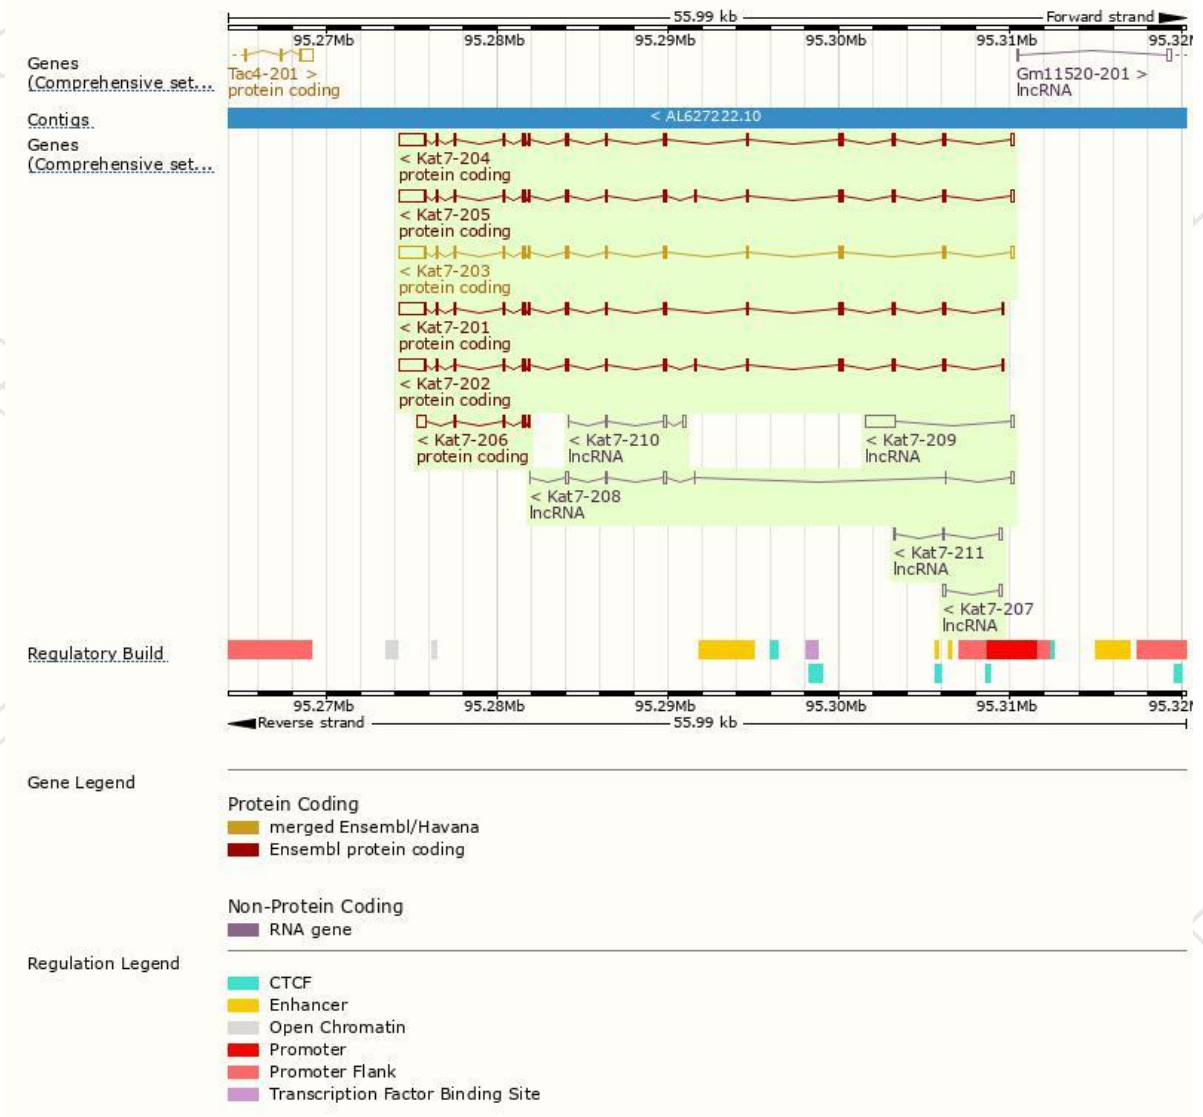 55.99 kb Forward strand
95.27Mb 95.28Mb 95.29Mb 95.30Mb 95.31Mb 95.32M
Genes
(Comprehensive set...
Tac4-201 >
protein coding
Gm11520-201 >
lncRNA
Contigs
< AL627222.10
Genes
(Comprehensive set...
< Kat7-204
protein coding
< Kat7-205
protein coding
< Kat7-203
protein coding
< Kat7-201
protein coding
< Kat7-202
protein coding
< Kat7-206
protein coding
< Kat7-210
lncRNA
< Kat7-209
lncRNA
< Kat7-208
lncRNA
< Kat7-211
lncRNA
< Kat7-207
lncRNA
Regulatory Build
95.27Mb 95.28Mb 95.29Mb 95.30Mb 95.31Mb 95.32M
Reverse strand 55.99 kb
Gene Legend
Protein Coding
merged Ensembl/Havana
Ensembl protein coding
Non-Protein Coding
RNA gene
Regulation Legend
CTCF
Enhancer
Open Chromatin
Promoter
Promoter Flank
Transcription Factor Binding Site